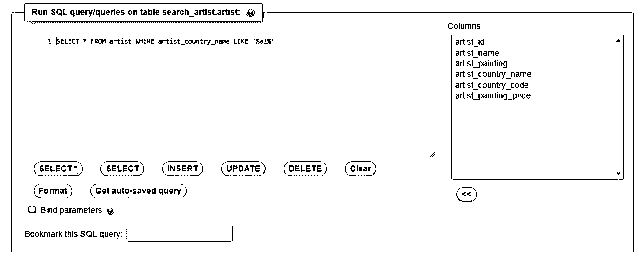 Run SQL query/queries on table search_artist.artist:
Columns
1 SELECT * FROM artist WHERE artist_country_name LIKE
artist_id
artist_name
artist_painting
artist_country_name
artist_country_code
artist_painting_price
SELECT * SELECT INSERT UPDATE DELETE Clear
Format Get auto-saved query
<<
Bind parameters
Bookmark this SQL query: